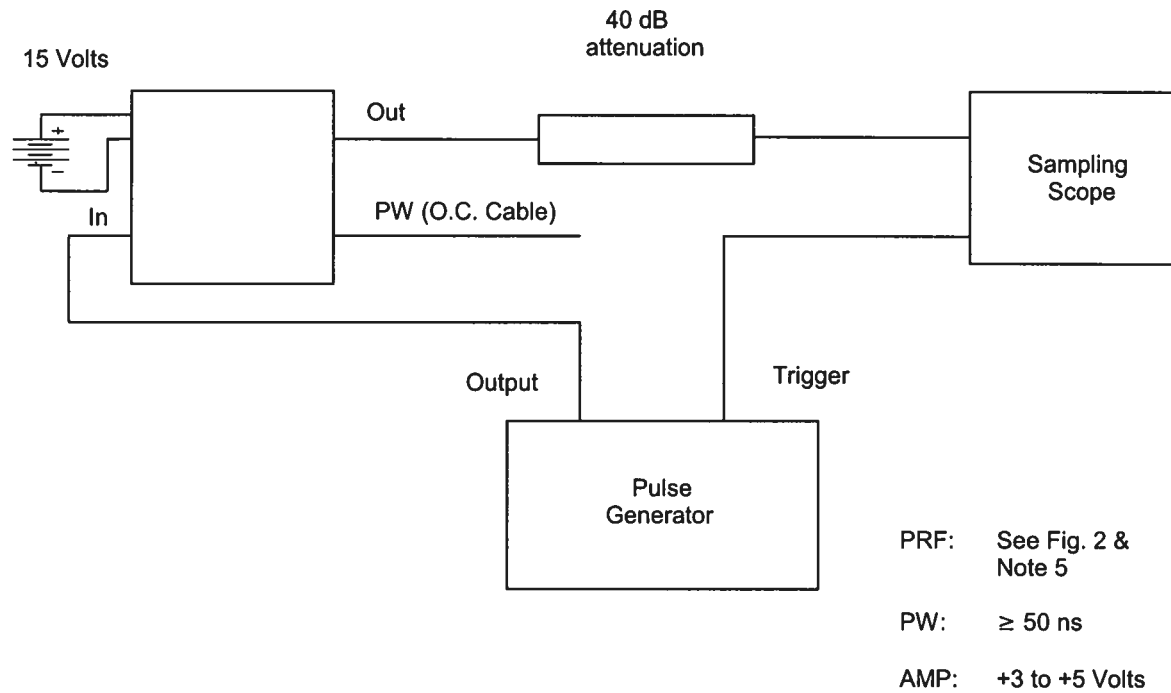 40 dB
attenuation
15 Volts
+
Out
−
In
PW (O.C. Cable)
Sampling
Scope
Output
Trigger
Pulse
Generator
PRF: See Fig. 2 &
Note 5
PW: ≥ 50 ns
AMP: +3 to +5 Volts